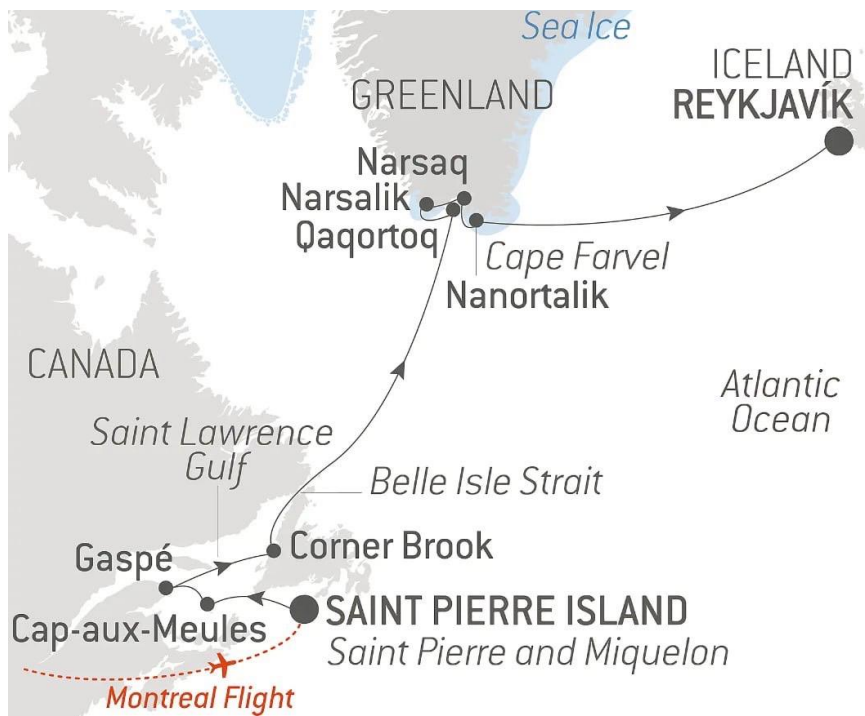 Sea Ice
ICELAND
REYKJAVÍK
GREENLAND
Narsaq
Narsalik
Qaqortoq
Cape Farvel
Nanortalik
CANADA
Atlantic
Ocean
Saint Lawrence
Gulf
Belle Isle Strait
Corner Brook
Gaspé
Cap-aux-Meules
SAINT PIERRE ISLAND
Saint Pierre and Miquelon
Montreal Flight